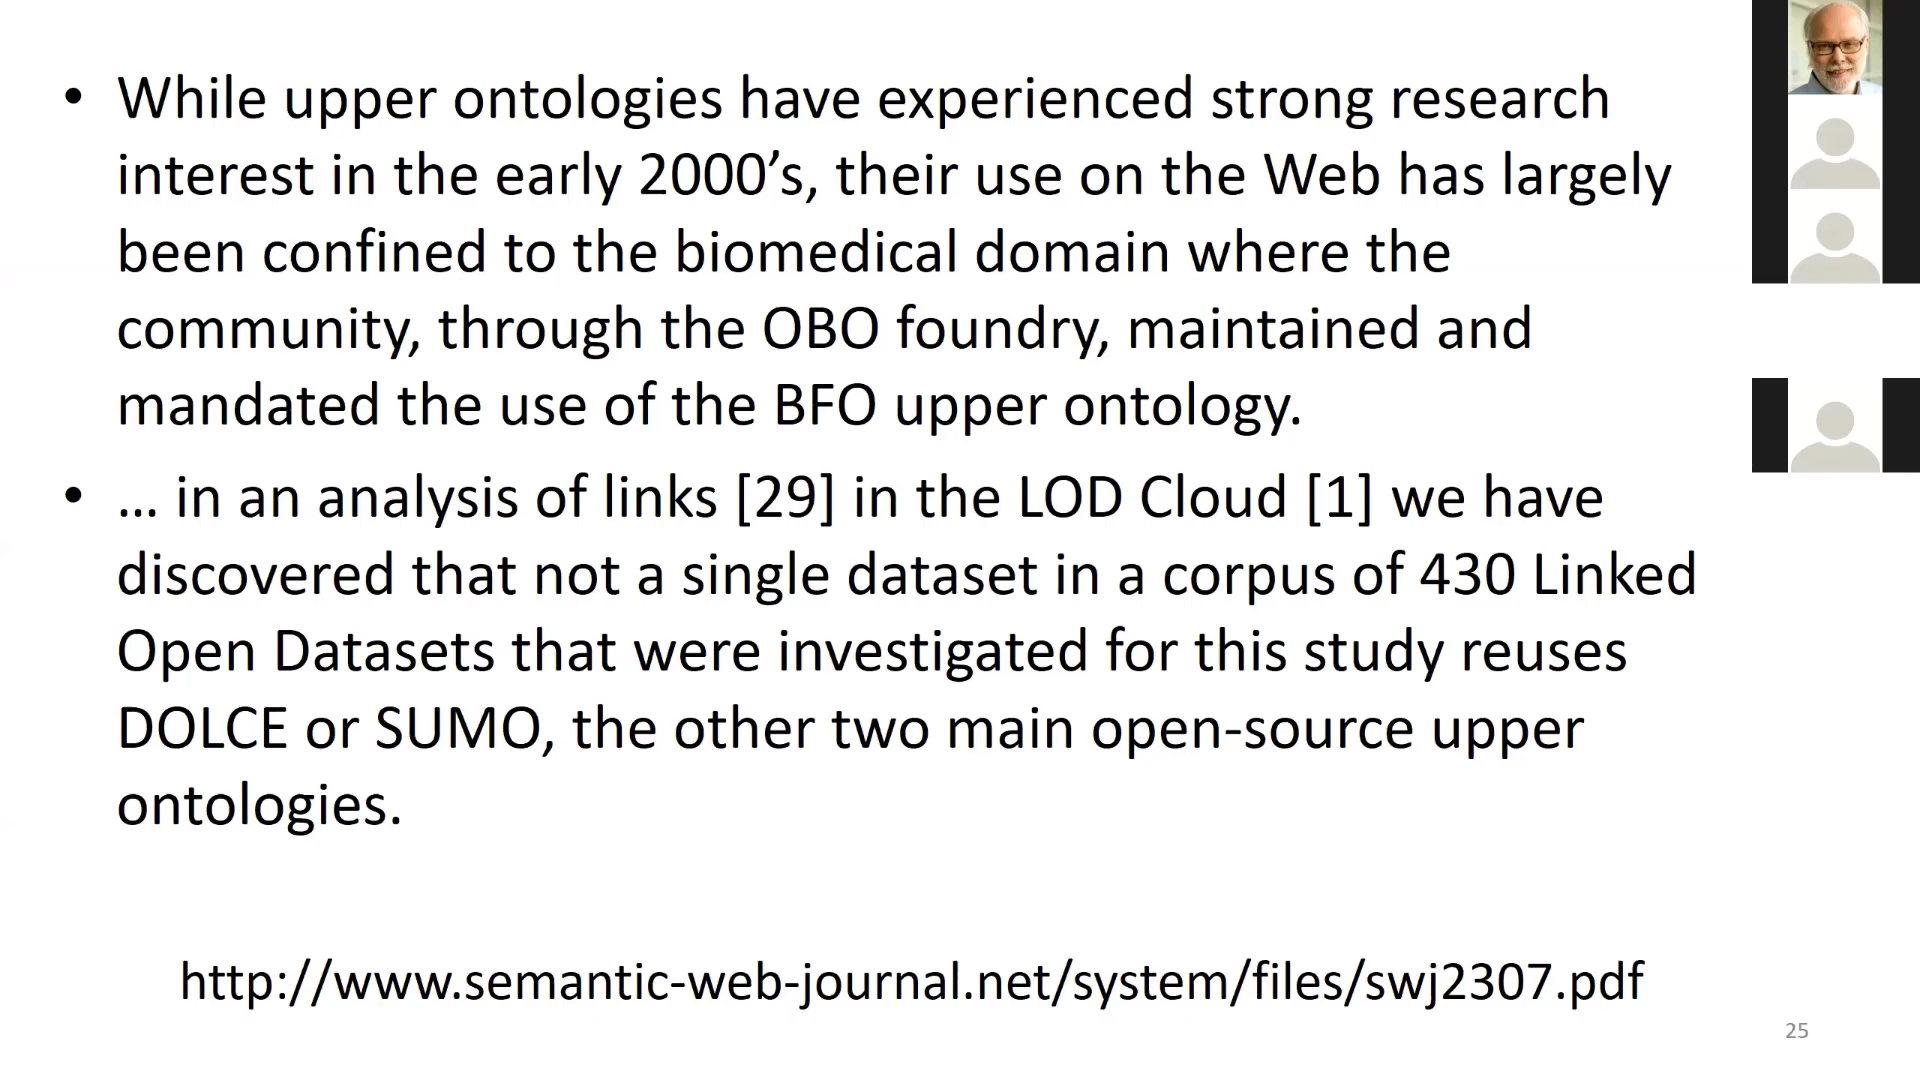 • While upper ontologies have experienced strong research
interest in the early 2000’s, their use on the Web has largely
been confined to the biomedical domain where the
community, through the OBO foundry, maintained and
mandated the use of the BFO upper ontology.
• … in an analysis of links [29] in the LOD Cloud [1] we have
discovered that not a single dataset in a corpus of 430 Linked
Open Datasets that were investigated for this study reuses
DOLCE or SUMO, the other two main open-source upper
ontologies.
http://www.semantic-web-journal.net/system/files/swj2307.pdf
25